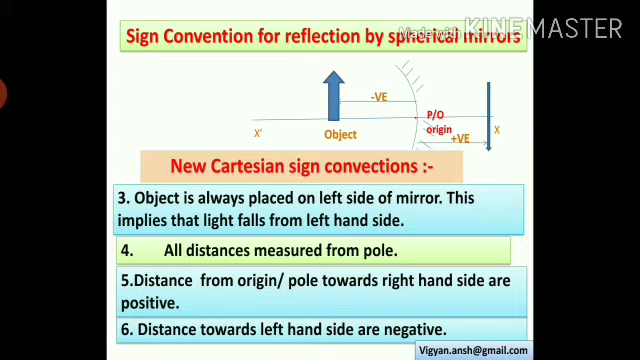 Sign Convention for reflection by spherical mirrors
Made with KINEMASTER
-VE
P/O
origin
X'
Object
+VE
X
New Cartesian sign convections :-
3. Object is always placed on left side of mirror. This
implies that light falls from left hand side.
4. All distances measured from pole.
5.Distance from origin/ pole towards right hand side are
positive.
6. Distance towards left hand side are negative.
Vigyan.ansh@gmail.com